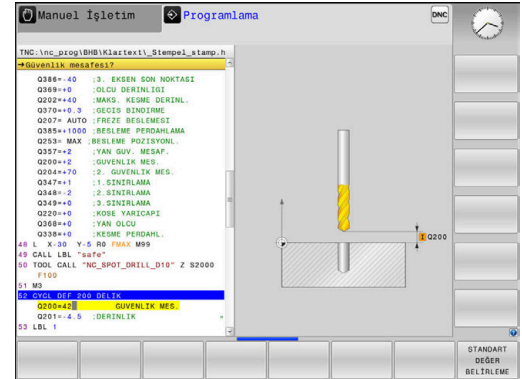 Manuel İşletim
Programlama
DNC
TNC:\nc_prog\BHB\Klartext\_Stempel_stamp.h
→Güvenlik mesafesi?
Q386=-40 ;3. EKSEN SON NOKTASI
Q369=+0 ;OLCU DERINLIGI
Q202=+40 ;MAKS. KESME DERINL.
Q370=+0.3 ;GECIS BINDIRME
Q207= AUTO ;FREZE BESLEMESI
Q385=+1000 ;BESLEME PERDAHLAMA
Q253= MAX ;BESLEME POZISYONL.
Q357=+2 ;YAN GUV. MESAF.
Q200=+2 ;GUVENLIK MES.
Q204=+70 ;2. GUVENLIK MES.
Q347=+1 ;1.SINIRLAMA
Q348=-2 ;2.SINIRLAMA
Q349=+0 ;3.SINIRLAMA
Q220=+0 ;KOSE YARICAPI
Q368=+0 ;YAN OLCU
Q338=+0 ;KESME PERDAHL.
48 L X-30 Y-5 R0 FMAX M99
49 CALL LBL "safe"
50 TOOL CALL "NC_SPOT_DRILL_D10" Z S2000
F100
51 M3
52 CYCL DEF 200 DELIK
Q200=42 GUVENLIK MES.
Q201=-4.5 ;DERINLIK »
53 LBL 1
Q200
STANDART
DEĞER
BELİRLEME